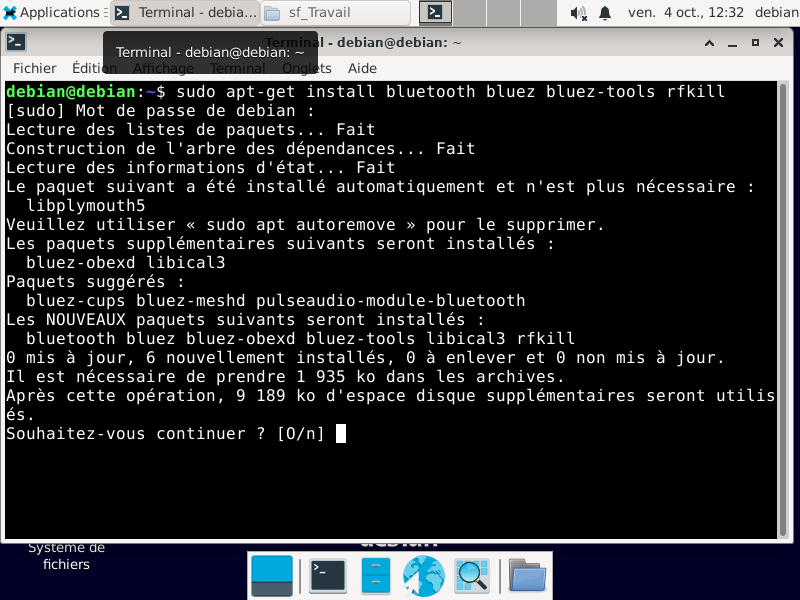 Applications
Terminal - debia...
sf_Travail
ven. 4 oct., 12:32
debian
Terminal - debian@debian: ~
Terminal - debian@debian: ~
Fichier Édition Affichage Terminal Onglets Aide
debian@debian:~$ sudo apt-get install bluetooth bluez bluez-tools rfkill
[sudo] Mot de passe de debian :
Lecture des listes de paquets... Fait
Construction de l'arbre des dépendances... Fait
Lecture des informations d'état... Fait
Le paquet suivant a été installé automatiquement et n'est plus nécessaire :
  libplymouth5
Veuillez utiliser « sudo apt autoremove » pour le supprimer.
Les paquets supplémentaires suivants seront installés :
  bluez-obexd libical3
Paquets suggérés :
  bluez-cups bluez-meshd pulseaudio-module-bluetooth
Les NOUVEAUX paquets suivants seront installés :
  bluetooth bluez bluez-obexd bluez-tools libical3 rfkill
0 mis à jour, 6 nouvellement installés, 0 à enlever et 0 non mis à jour.
Il est nécessaire de prendre 1 935 ko dans les archives.
Après cette opération, 9 189 ko d'espace disque supplémentaires seront utilis
és.
Souhaitez-vous continuer ? [O/n]
Système de
fichiers